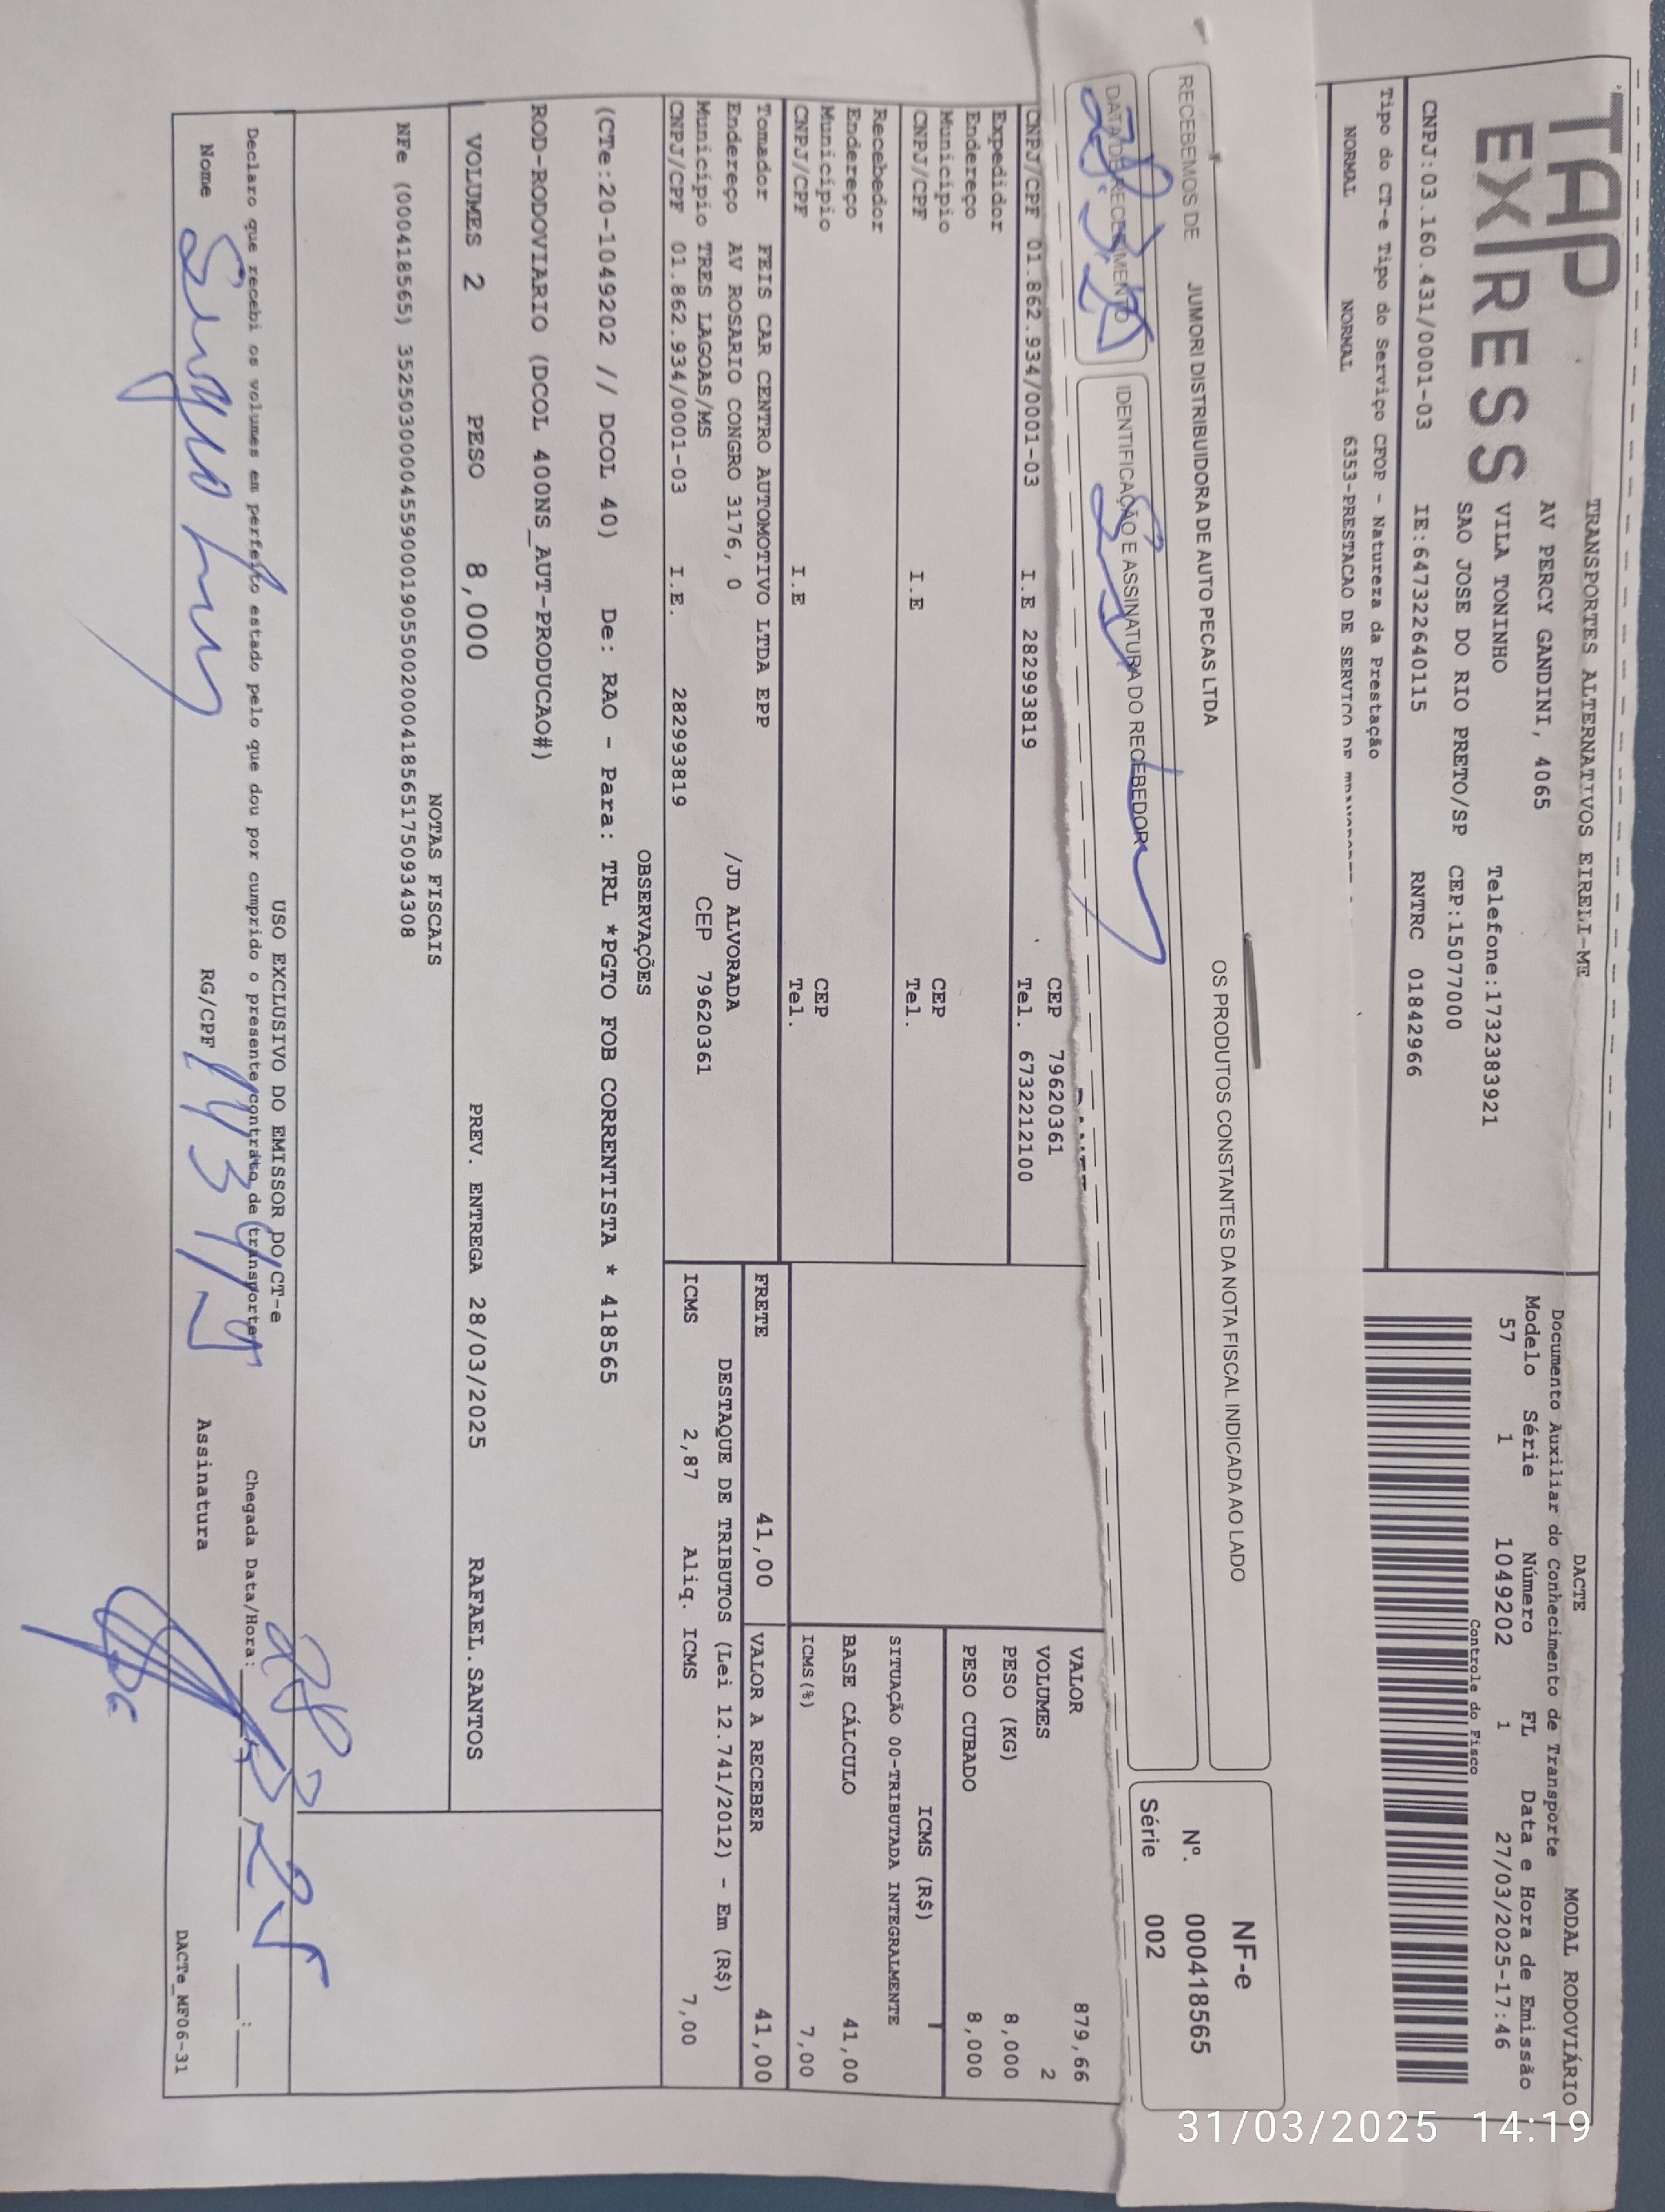 TAP
EXPRESS
TRANSPORTES ALTERNATIVOS EIRELI-ME
AV PERCY GANDINI, 4065
VILA TONINHO Telefone:1732383921
SAO JOSE DO RIO PRETO/SP CEP:15077000
CNPJ:03.160.431/0001-03 IE:647322640115 RNTRC 01842966
DACTE MODAL RODOVIÁRIO
Documento Auxiliar do Conhecimento de Transporte
Modelo Série Número FL Data e Hora de Emissão
57 1 1049202 1 27/03/2025-17:46
Controle do Fisco
Tipo do CT-e Tipo do Serviço CFOP - Natureza da Prestação
NORMAL NORMAL 6353-PRESTACAO DE SERVICO DE
RECEBEMOS DE JUMORI DISTRIBUIDORA DE AUTO PECAS LTDA OS PRODUTOS CONSTANTES DA NOTA FISCAL INDICADA AO LADO
DATA DE RECEBIMENTO IDENTIFICAÇÃO E ASSINATURA DO RECEBEDOR
NF-e
Nº. 000418565
Série 002
CEP 79620361
CNPJ/CPF 01.862.934/0001-03 I.E 282993819 Tel. 6732212100
Expedidor
Endereço
Município CEP
CNPJ/CPF I.E Tel.
Recebedor
Endereço
Município CEP
CNPJ/CPF I.E Tel.
VALOR 879,66
VOLUMES 2
PESO (KG) 8,000
PESO CUBADO 8,000
ICMS (R$)
SITUAÇÃO 00-TRIBUTADA INTEGRALMENTE
BASE CÁLCULO 41,00
ICMS(%) 7,00
Tomador FEIS CAR CENTRO AUTOMOTIVO LTDA EPP
Endereço AV ROSARIO CONGRO 3176, 0 /JD ALVORADA
Município TRES LAGOAS/MS CEP 79620361
CNPJ/CPF 01.862.934/0001-03 I.E. 282993819
FRETE 41,00 VALOR A RECEBER 41,00
DESTAQUE DE TRIBUTOS (Lei 12.741/2012) - Em (R$)
ICMS 2,87 Aliq. ICMS 7,00
OBSERVAÇÕES
(CTe:20-1049202 // DCOL 40) De: RAO - Para: TRL *PGTO FOB CORRENTISTA * 418565
ROD-RODOVIARIO (DCOL 400NS_AUT-PRODUCAO#)
VOLUMES 2 PESO 8,000 PREV. ENTREGA 28/03/2025 RAFAEL.SANTOS
NOTAS FISCAIS
NFe (000418565) 35250300004559000190550020004185651750934308
USO EXCLUSIVO DO EMISSOR DO CT-e
Declaro que recebi os volumes em perfeito estado pelo que dou por cumprido o presente contrato de transporte Chegada Data/Hora: / / :
Nome RG/CPF Assinatura
DACTe_MF06-31
31/03/2025 14:19